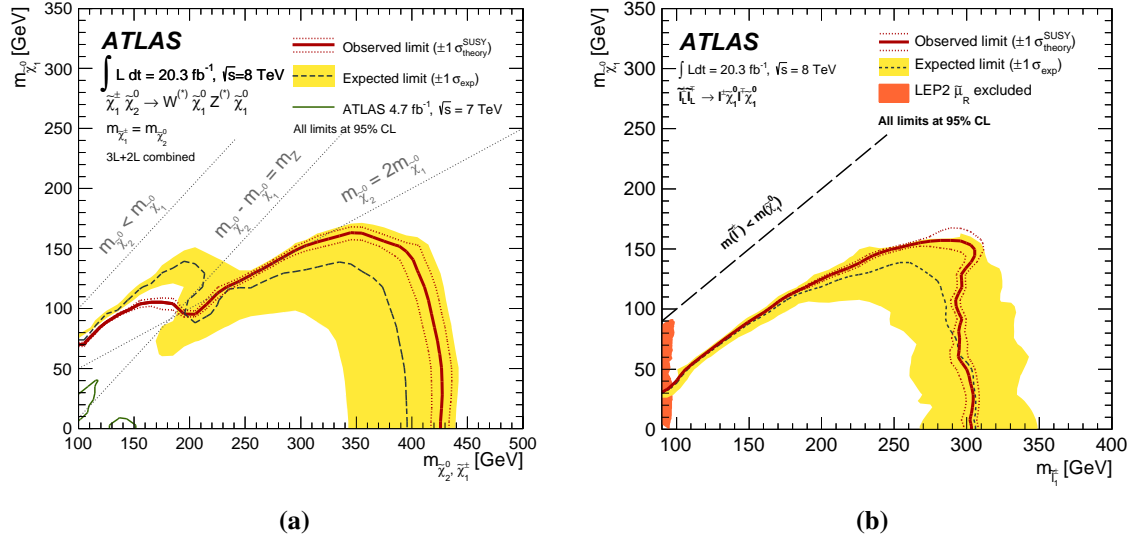 ATLAS
∫ L dt = 20.3 fb⁻¹, √s=8 TeV
χ̃₁± χ̃₂⁰ → W⁽*⁾ χ̃₁⁰ Z⁽*⁾ χ̃₁⁰
m_χ̃₁± = m_χ̃₂⁰
3L+2L combined
Observed limit (±1 σ_theory^SUSY)
Expected limit (±1 σ_exp)
ATLAS 4.7 fb⁻¹, √s = 7 TeV
All limits at 95% CL
m_χ̃₂⁰ < m_χ̃₁⁰
m_χ̃₂⁰ - m_χ̃₁⁰ = m_Z
m_χ̃₂⁰ = 2m_χ̃₁⁰
m_χ̃₁⁰ [GeV]
350
300
250
200
150
100
50
0
100 150 200 250 300 350 400 450 500
m_χ̃₂⁰, χ̃₁± [GeV]
(a)
ATLAS
∫ Ldt = 20.3 fb⁻¹, √s = 8 TeV
l̃_L± l̃_L∓ → l± χ̃₁⁰ l∓ χ̃₁⁰
Observed limit (±1 σ_theory^SUSY)
Expected limit (±1 σ_exp)
LEP2 μ̃_R excluded
All limits at 95% CL
m(l̃±) < m(χ̃₁⁰)
m_χ̃₁⁰ [GeV]
350
300
250
200
150
100
50
0
100 150 200 250 300 350 400
m_l̃₁ [GeV]
(b)